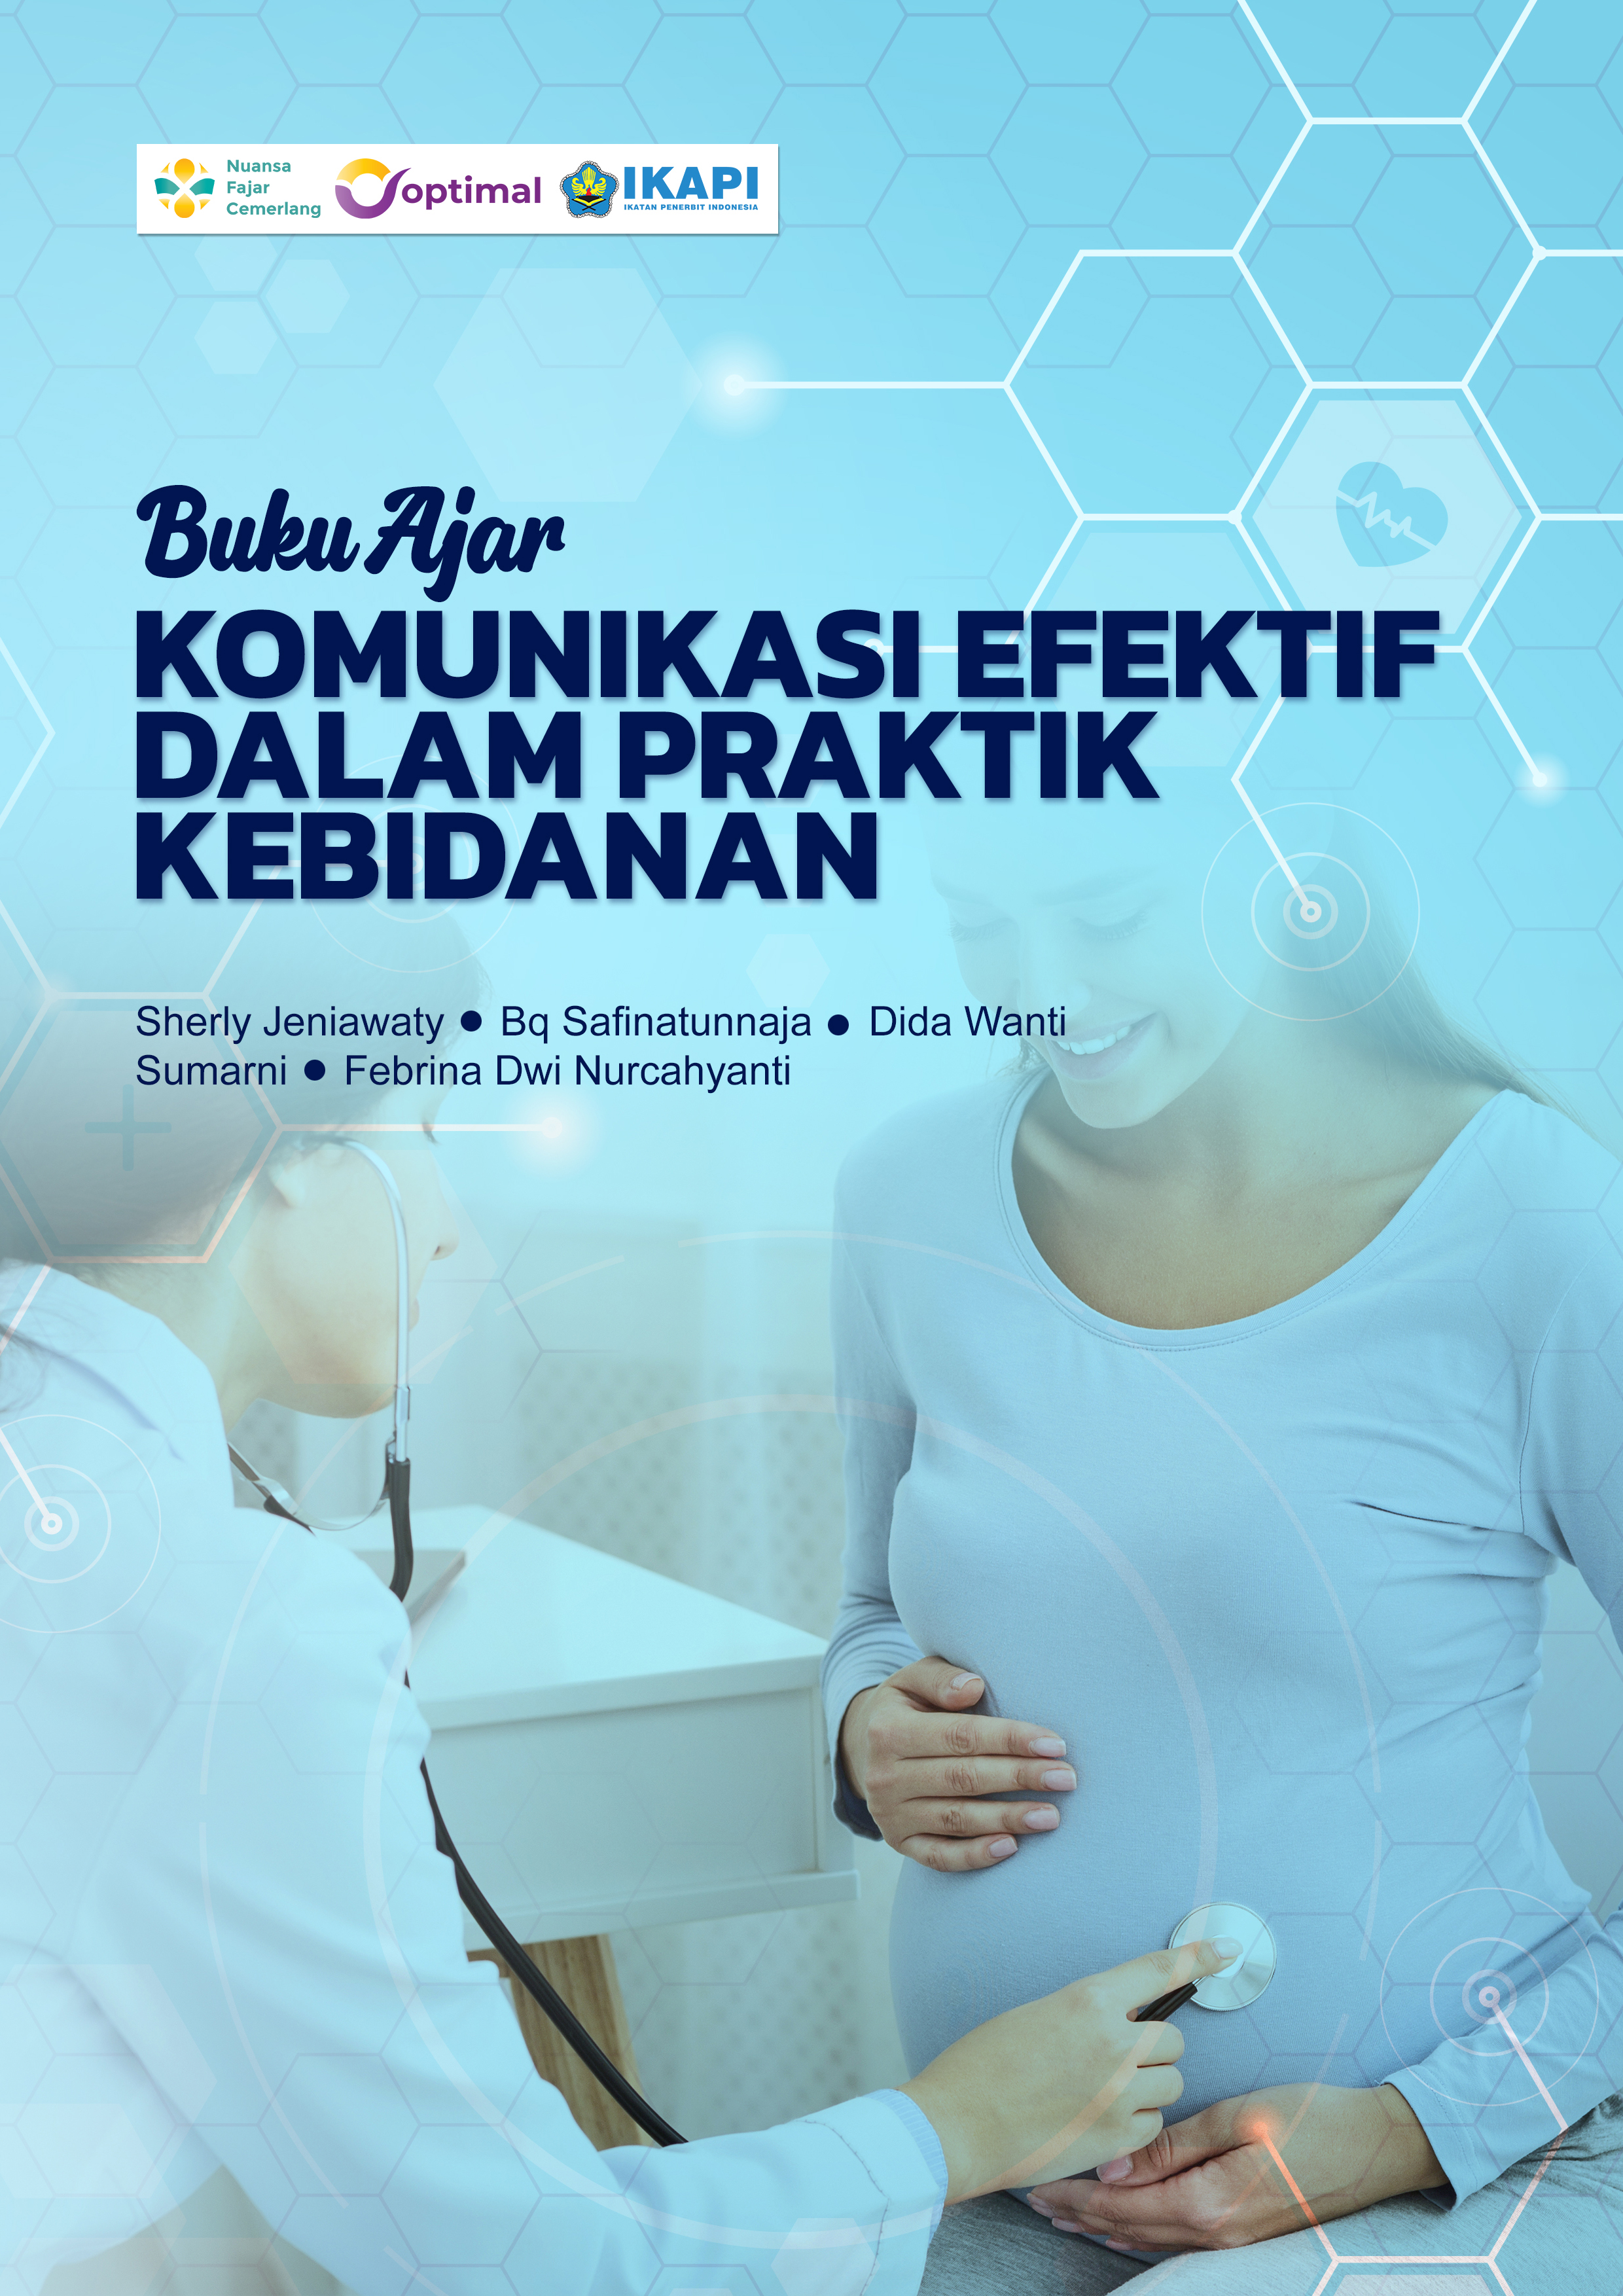 Nuansa
Fajar
Cemerlang
optimal
IKAPI
IKATAN PENERBIT INDONESIA
Buku Ajar
KOMUNIKASI EFEKTIF
DALAM PRAKTIK
KEBIDANAN
Sherly Jeniawaty ● Bq Safinatunnaja ● Dida Wanti
Sumarni ● Febrina Dwi Nurcahyanti